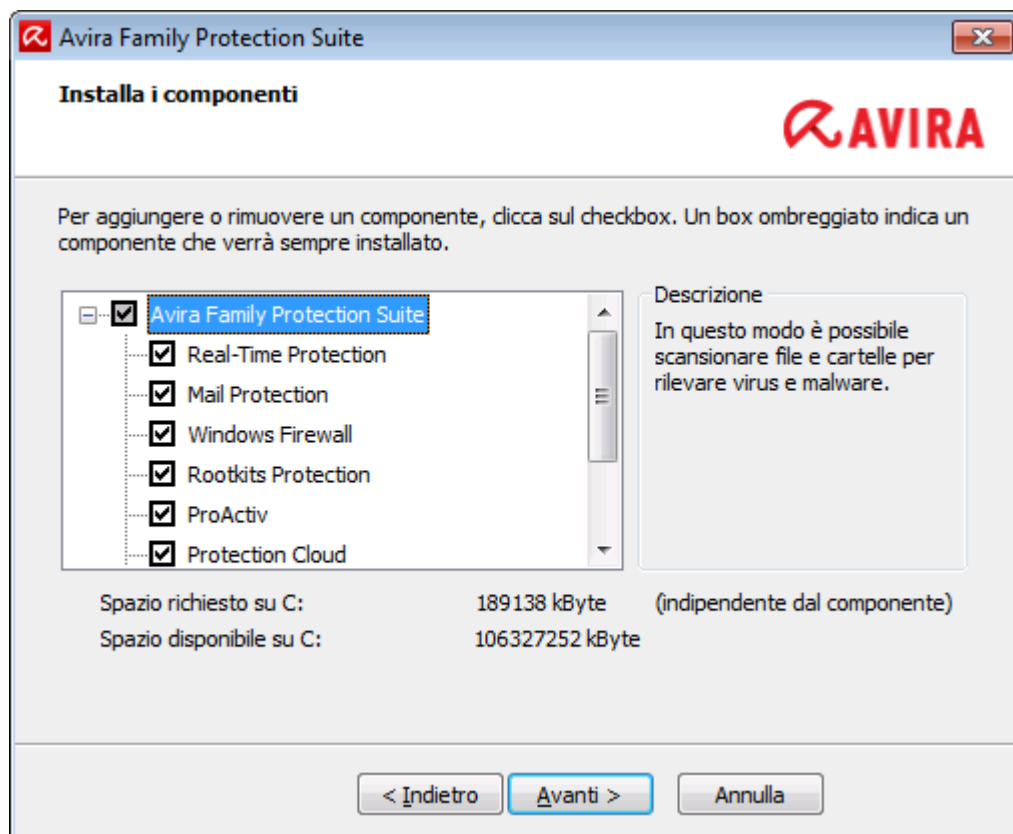 Avira Family Protection Suite
Installa i componenti
AVIRA
Per aggiungere o rimuovere un componente, clicca sul checkbox. Un box ombreggiato indica un
componente che verrà sempre installato.
Avira Family Protection Suite
Real-Time Protection
Mail Protection
Windows Firewall
Rootkits Protection
ProActiv
Protection Cloud
Descrizione
In questo modo è possibile
scansionare file e cartelle per
rilevare virus e malware.
Spazio richiesto su C: 189138 kByte (indipendente dal componente)
Spazio disponibile su C: 106327252 kByte
< Indietro Avanti > Annulla